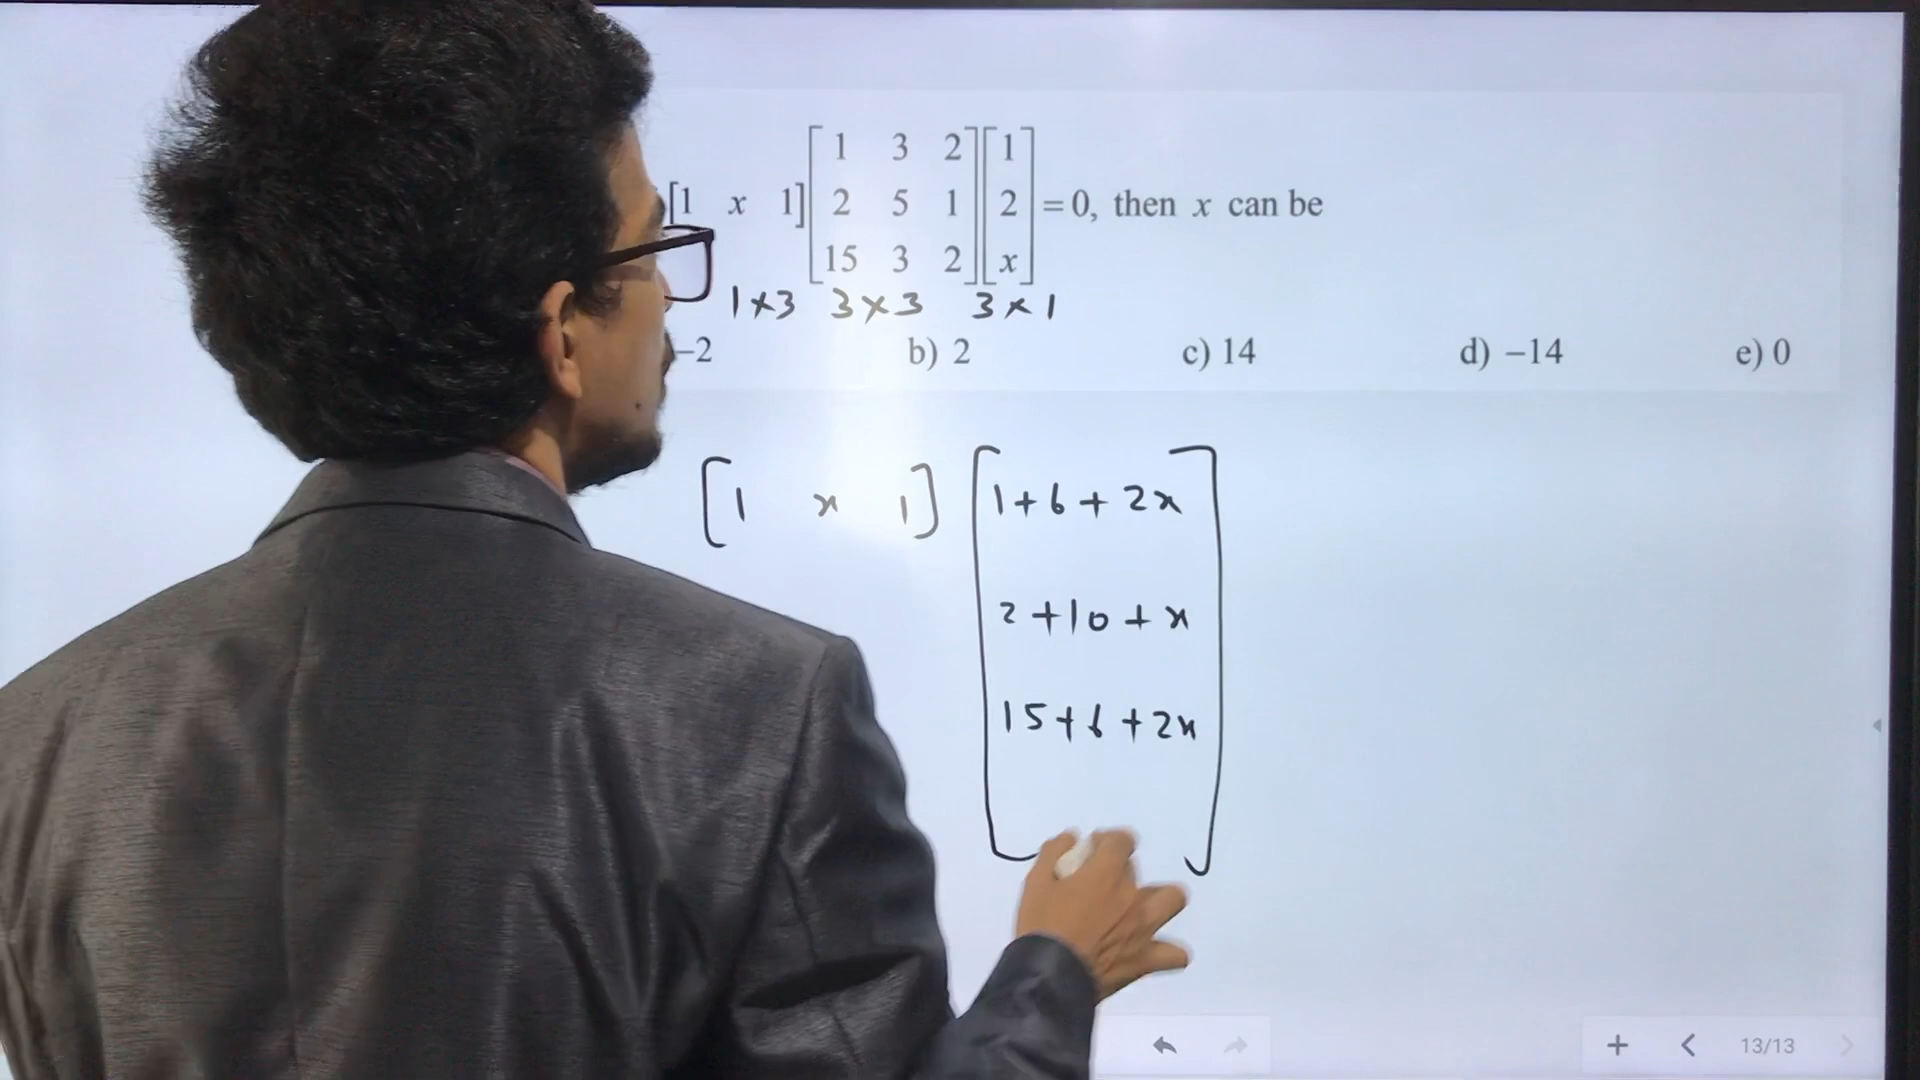 [1 x 1] [1 3 2
2 5 1
15 3 2] [1
2
x] = 0, then x can be
1×3 3×3 3×1
–2 b) 2 c) 14 d) –14 e) 0
[1 x 1] [1+6+2x
2+10+x
15+6+2x]
13/13